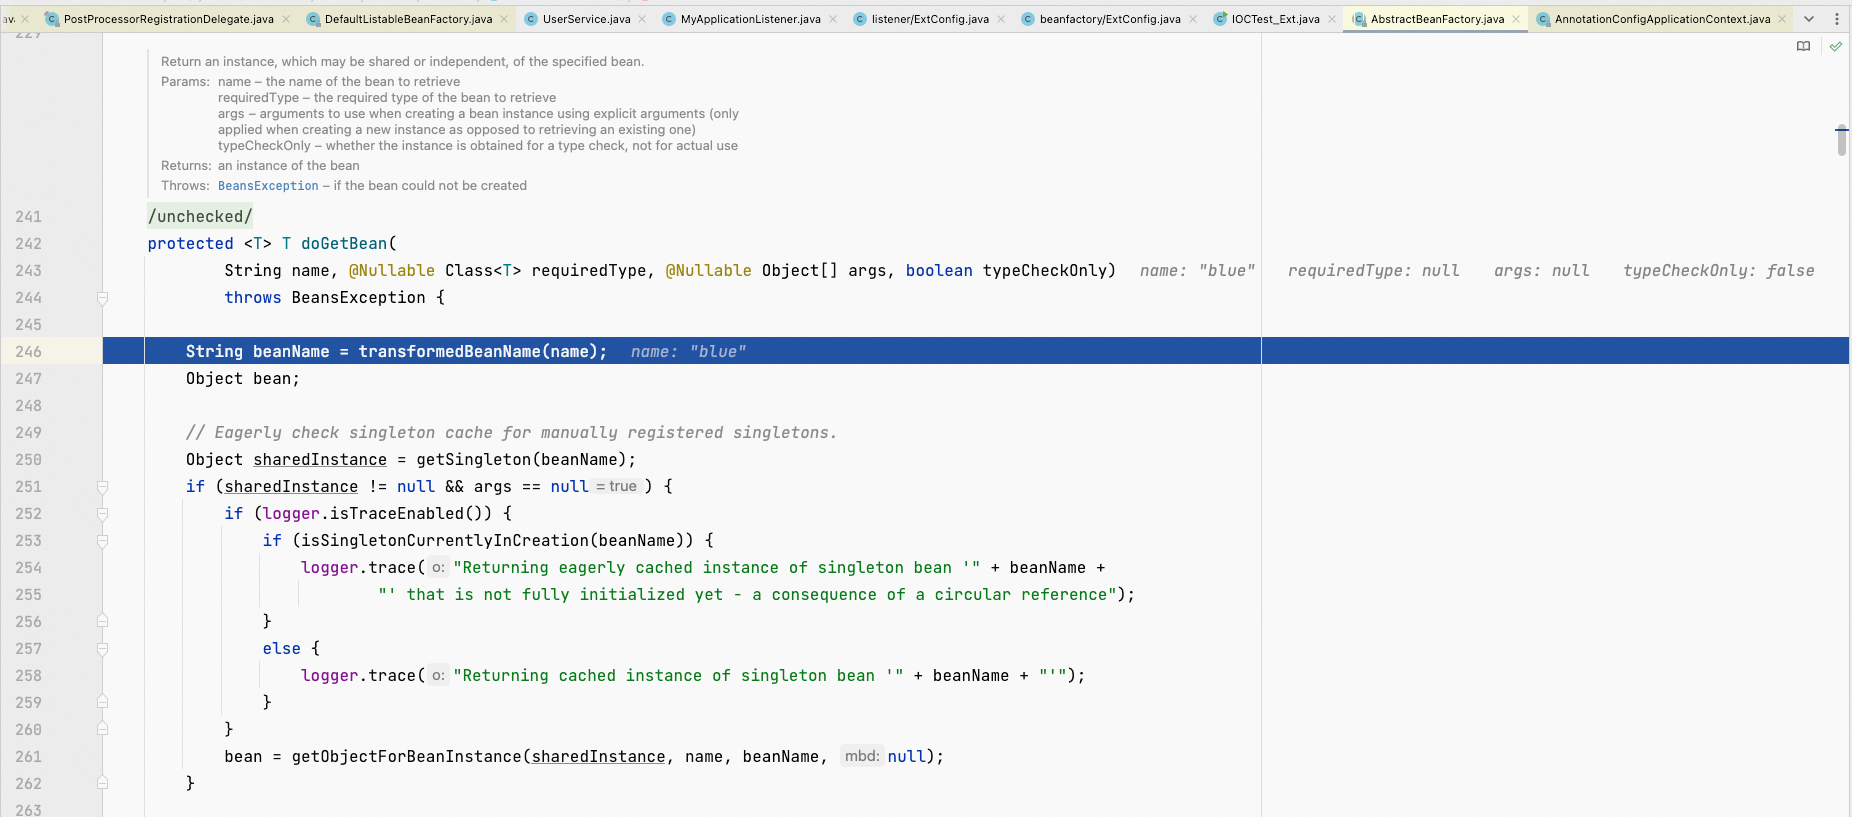 av. PostProcessorRegistrationDelegate.java DefaultListableBeanFactory.java UserService.java MyApplicationListener.java listener/ExtConfig.java beanfactory/ExtConfig.java IOCTest_Ext.java AbstractBeanFactory.java AnnotationConfigApplicationContext.java
229
Return an instance, which may be shared or independent, of the specified bean.
Params: name – the name of the bean to retrieve
requiredType – the required type of the bean to retrieve
args – arguments to use when creating a bean instance using explicit arguments (only
applied when creating a new instance as opposed to retrieving an existing one)
typeCheckOnly – whether the instance is obtained for a type check, not for actual use
Returns: an instance of the bean
Throws: BeansException – if the bean could not be created
241 /unchecked/
242 protected <T> T doGetBean(
243 String name, @Nullable Class<T> requiredType, @Nullable Object[] args, boolean typeCheckOnly) name: "blue" requiredType: null args: null typeCheckOnly: false
244 throws BeansException {
245
246 String beanName = transformedBeanName(name); name: "blue"
247 Object bean;
248
249 // Eagerly check singleton cache for manually registered singletons.
250 Object sharedInstance = getSingleton(beanName);
251 if (sharedInstance != null && args == null = true ) {
252 if (logger.isTraceEnabled()) {
253 if (isSingletonCurrentlyInCreation(beanName)) {
254 logger.trace( o: "Returning eagerly cached instance of singleton bean '" + beanName +
255 "' that is not fully initialized yet - a consequence of a circular reference");
256 }
257 else {
258 logger.trace( o: "Returning cached instance of singleton bean '" + beanName + "'");
259 }
260 }
261 bean = getObjectForBeanInstance(sharedInstance, name, beanName, mbd: null);
262 }
263